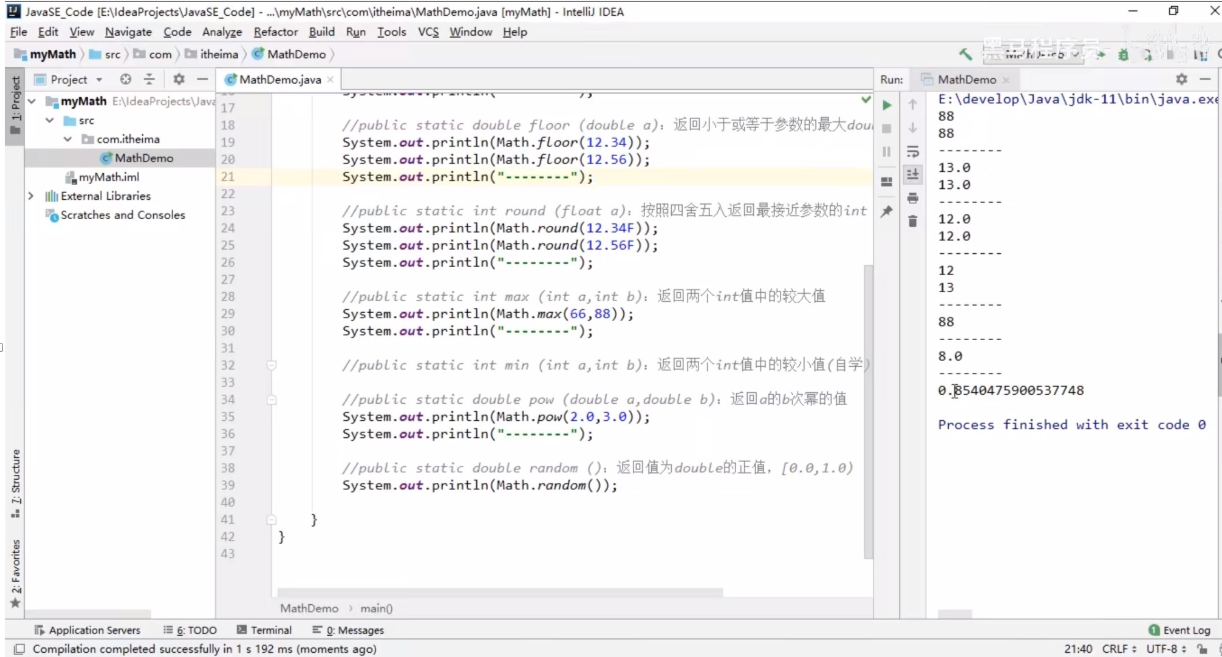 JavaSE_Code [E:\IdeaProjects\JavaSE_Code] - ...\myMath\src\com\itheima\MathDemo.java [myMath] - IntelliJ IDEA
File Edit View Navigate Code Analyze Refactor Build Run Tools VCS Window Help
myMath src com itheima MathDemo
黑马程序员
1: Project
Project
myMath E:\IdeaProjects\Java
src
com.itheima
MathDemo
myMath.iml
External Libraries
Scratches and Consoles
7: Structure
2: Favorites
MathDemo.java
17
18 //public static double floor (double a)：返回小于或等于参数的最大dou
19 System.out.println(Math.floor(12.34));
20 System.out.println(Math.floor(12.56));
21 System.out.println("--------");
22
23 //public static int round (float a)：按照四舍五入返回最接近参数的int
24 System.out.println(Math.round(12.34F));
25 System.out.println(Math.round(12.56F));
26 System.out.println("--------");
27
28 //public static int max (int a,int b)：返回两个int值中的较大值
29 System.out.println(Math.max(66,88));
30 System.out.println("--------");
31
32 //public static int min (int a,int b)：返回两个int值中的较小值(自学)
33
34 //public static double pow (double a,double b)：返回a的b次幂的值
35 System.out.println(Math.pow(2.0,3.0));
36 System.out.println("--------");
37
38 //public static double random ()：返回值为double的正值，[0.0,1.0)
39 System.out.println(Math.random());
40
41 }
42 }
43
MathDemo main()
Run: MathDemo
E:\develop\Java\jdk-11\bin\java.exe
88
88
--------
13.0
13.0
--------
12.0
12.0
--------
12
13
--------
88
--------
8.0
--------
0.8540475900537748
Process finished with exit code 0
Application Servers 6: TODO Terminal 0: Messages 1 Event Log
Compilation completed successfully in 1 s 192 ms (moments ago) 21:40 CRLF UTF-8